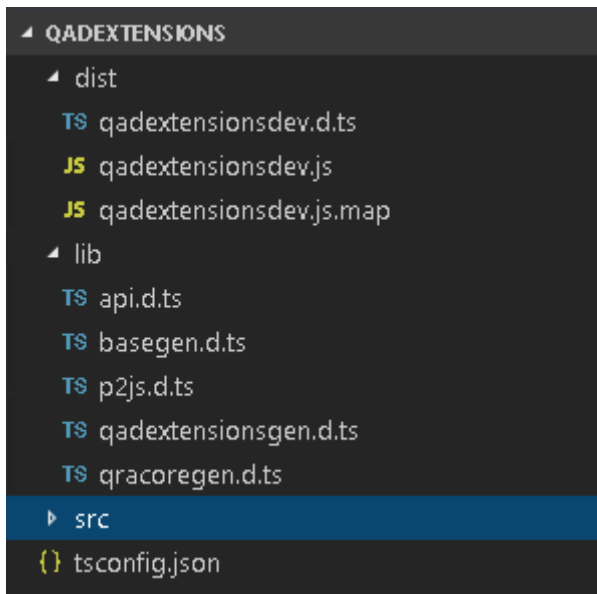 QADEXTENSIONS
dist
TS qadextensionsdev.d.ts
JS qadextensionsdev.js
JS qadextensionsdev.js.map
lib
TS api.d.ts
TS basegen.d.ts
TS p2js.d.ts
TS qadextensionsgen.d.ts
TS qracoregen.d.ts
src
{} tsconfig.json